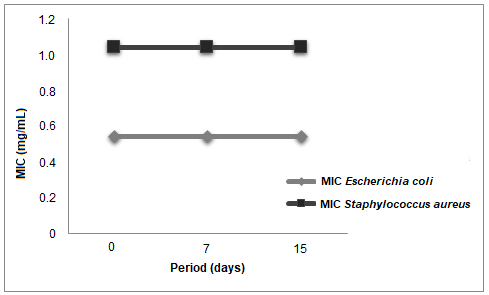 1.2
1.0
0.8
0.6
0.4
0.2
0
MIC (mg/mL)
0 7 15
Period (days)
MIC Escherichia coli
MIC Staphylococcus aureus